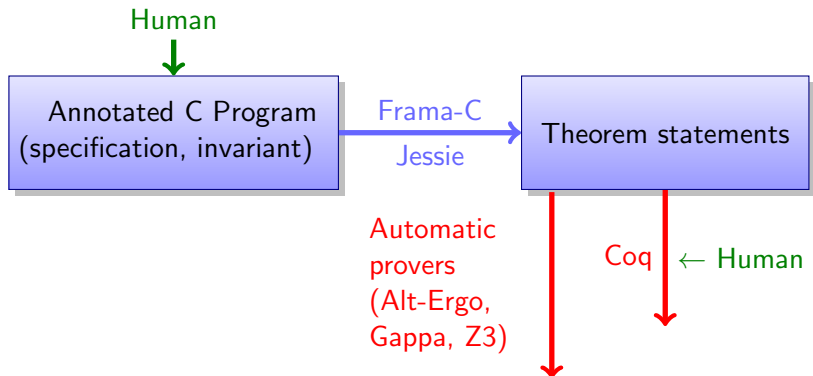 Human
Annotated C Program
(specification, invariant)
Frama-C
Jessie
Theorem statements
Automatic
provers
(Alt-Ergo,
Gappa, Z3)
Coq
← Human